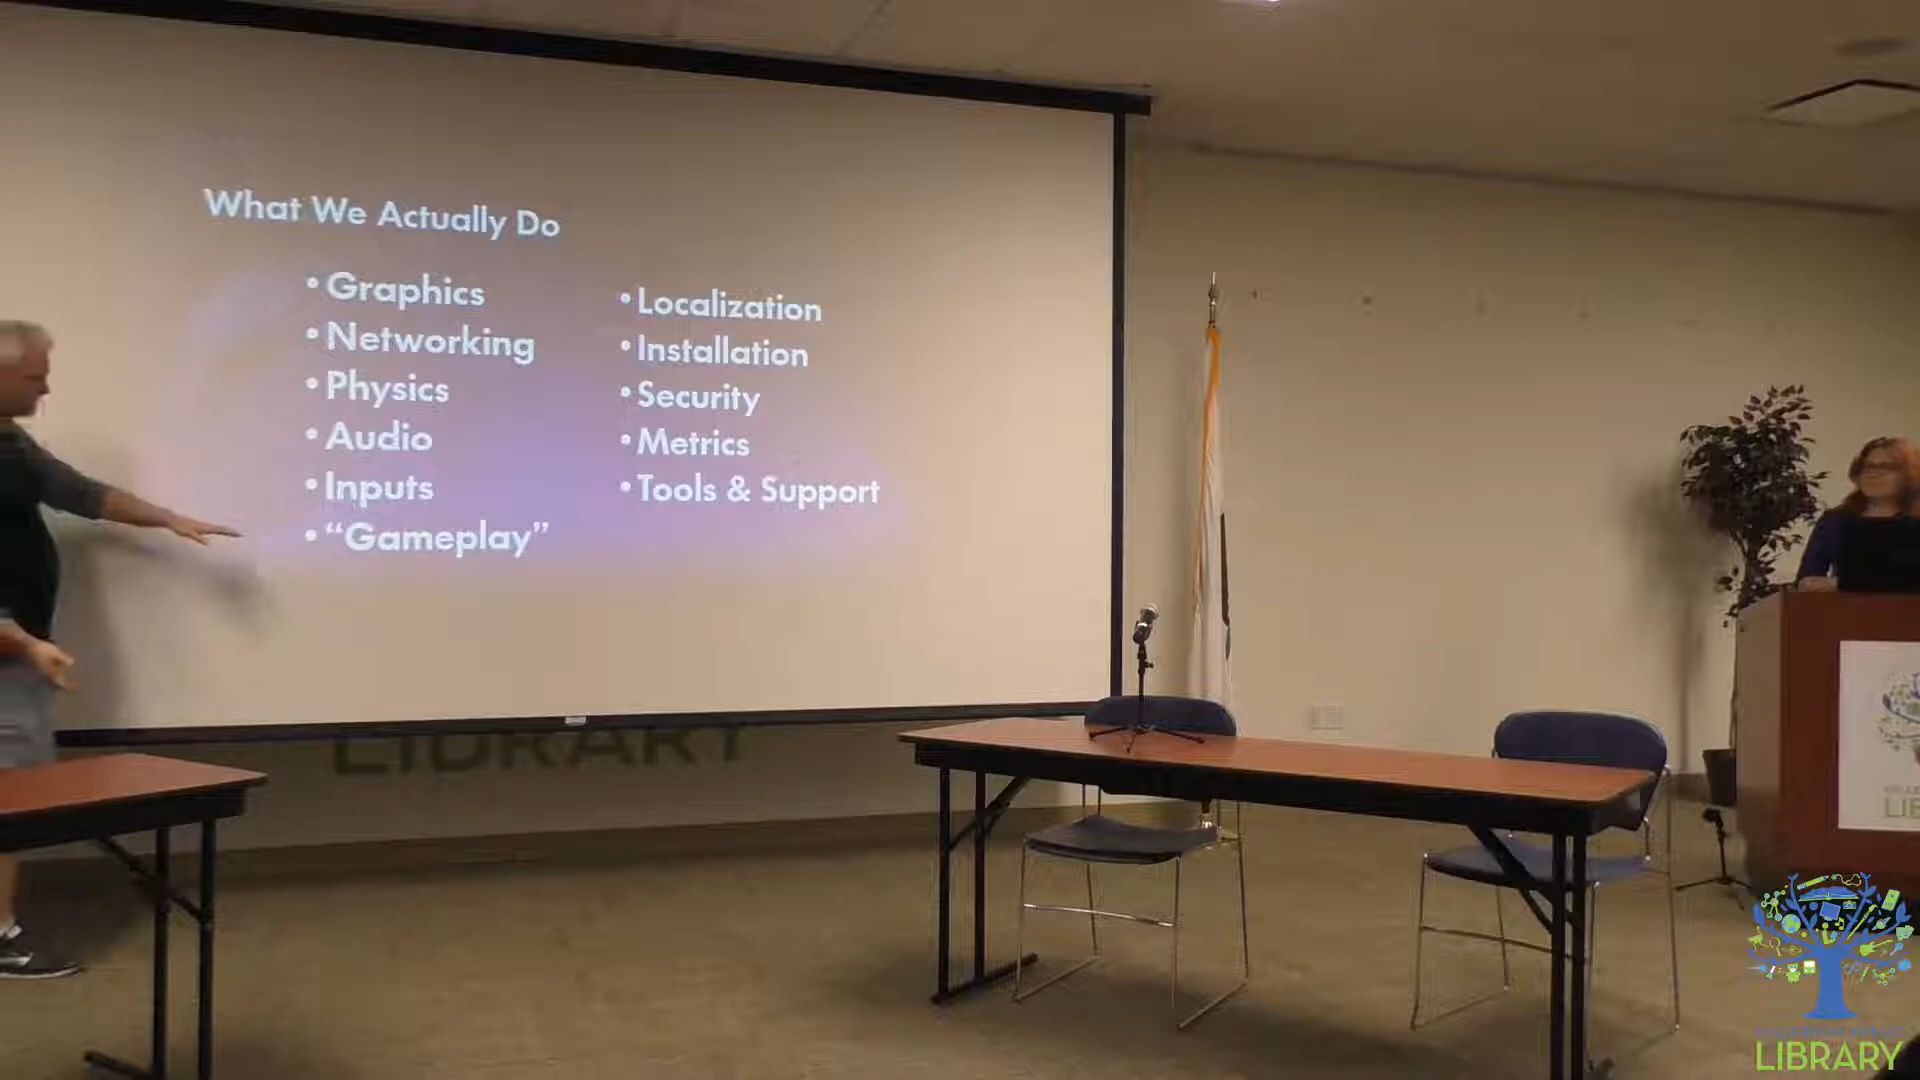 What We Actually Do
• Graphics
• Networking
• Physics
• Audio
• Inputs
• “Gameplay”
• Localization
• Installation
• Security
• Metrics
• Tools & Support
LIBRARY
LIBRARY